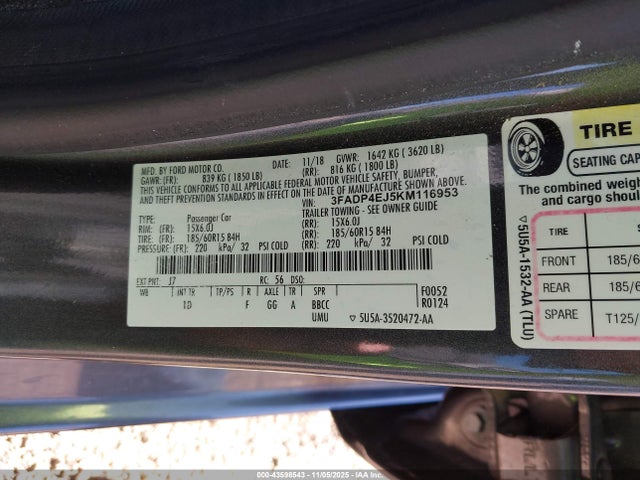 MFD. BY FORD MOTOR CO.
DATE: 11/18 GVWR: 1642 KG ( 3620 LB)
GAWR: (FR): 839 KG ( 1850 LB) (RR): 816 KG ( 1800 LB)
THIS VEHICLE CONFORMS TO ALL APPLICABLE FEDERAL MOTOR VEHICLE SAFETY, BUMPER,
AND THEFT PREVENTION STANDARDS IN EFFECT ON THE DATE OF MANUFACTURE SHOWN ABOVE.
VIN: 3FADP4EJ5KM116953
TYPE: Passenger Car TRAILER TOWING - SEE OWNER GUIDE
RIM: (FR): 15X6.0J (RR): 15X6.0J
TIRE: (FR): 185/60R15 84H (RR): 185/60R15 84H
PRESSURE: (FR): 220 kPa/ 32 PSI COLD (RR): 220 kPa/ 32 PSI COLD
EXT PNT: J7 RC: 56 DSO:
WB INT TR TP/PS R AXLE TR SPR F0052
ID F GG A BBCC R0124
UMU ▽ 5U5A-3520472-AA
▽ 5U5A-1532-AA (TLU)
TIRE
SEATING CAP
The combined weight
and cargo shou
TIRE S
FRONT 185/6
REAR 185/6
SPARE T125/
000-43598543 - 11/05/2025 - IAA Inc.